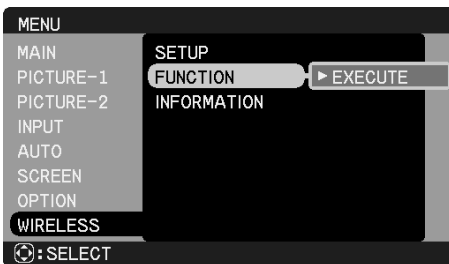 MENU
MAIN
PICTURE-1
PICTURE-2
INPUT
AUTO
SCREEN
OPTION
WIRELESS
SETUP
FUNCTION
INFORMATION
EXECUTE
:SELECT